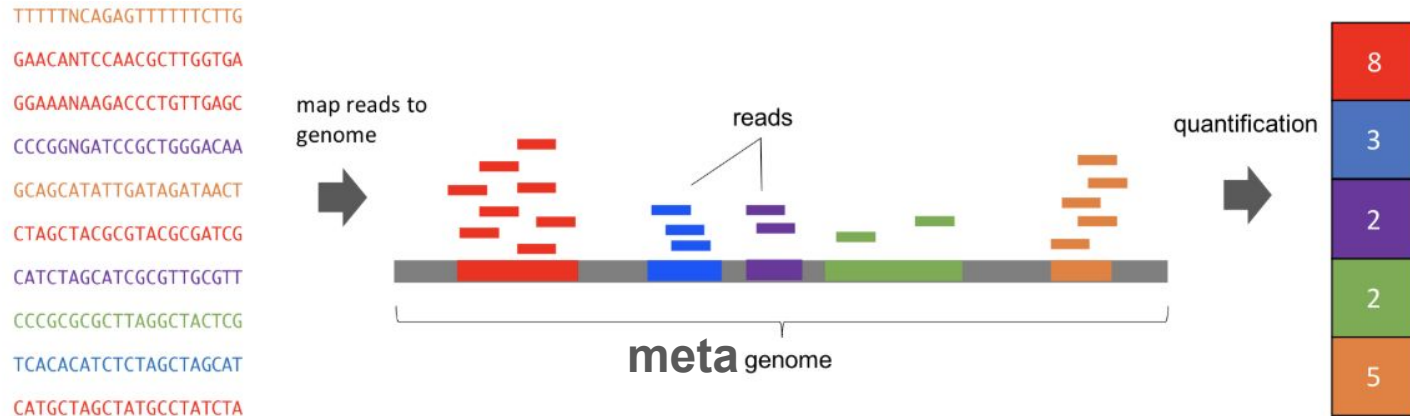 TTTTTNCAGAGTTTTTTCTTG
GAACANTCCAACGCTTGGTGA
GGAAANAAGACCCTGTTGAGC
CCCGGNGATCCGCTGGGACAA
GCAGCATATTGATAGATAACT
CTAGCTACGCGTACGCGATCG
CATCTAGCATCGCGTTGCGTT
CCCGCGCGCTTAGGCTACTCG
TCACACATCTCTAGCTAGCAT
CATGCTAGCTATGCCTATCTA
map reads to
genome
reads
meta genome
quantification
8
3
2
2
5